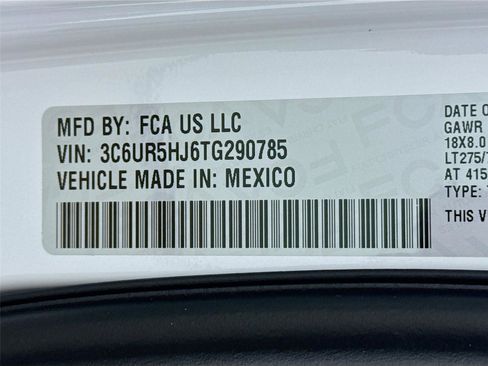 MFD BY: FCA US LLC
VIN: 3C6UR5HJ6TG290785
VEHICLE MADE IN: MEXICO
DATE O
GAWR
18X8.0
LT275/
AT 415
TYPE:
THIS V